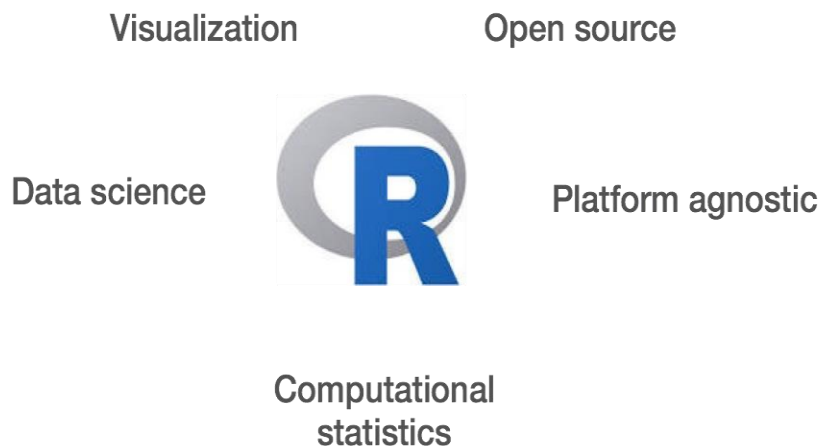 Visualization
Open source
R
Data science
Platform agnostic
Computational
statistics